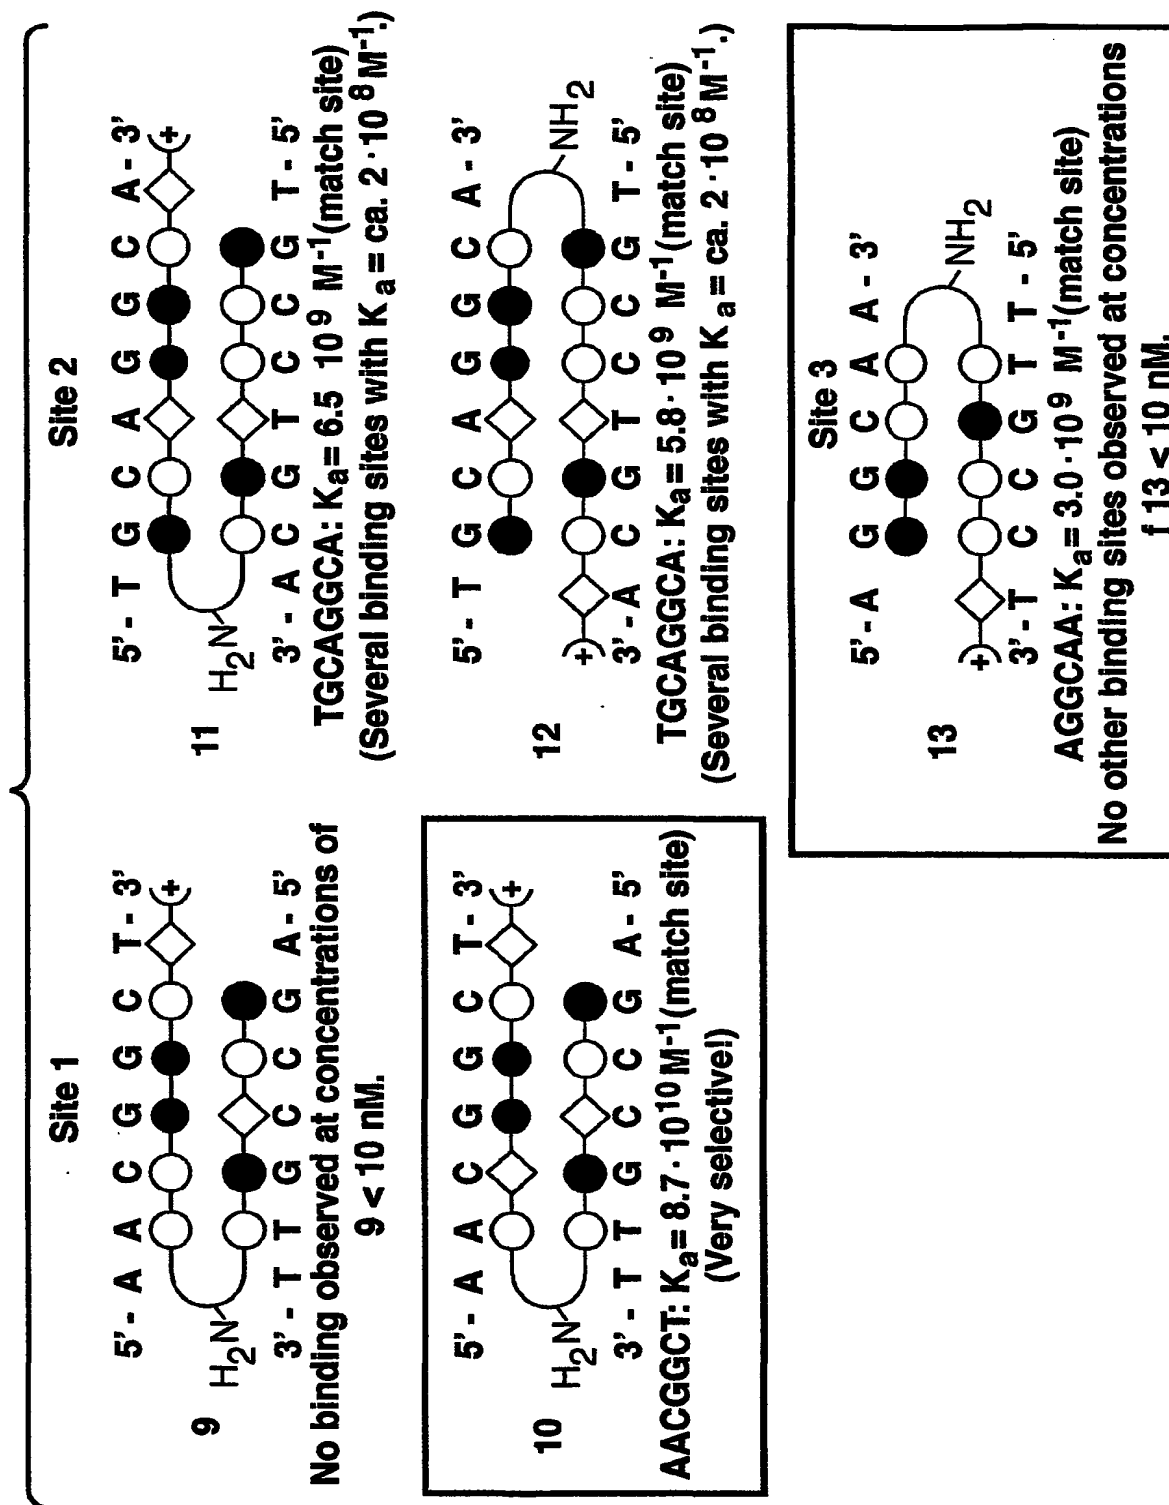 Site 1
5'- A A C G G C T - 3'
(+
H2N
9
3'- T T G C C G A - 5'
No binding observed at concentrations of
9 < 10 nM.
5'- A A C G G C T - 3'
(+
H2N
10
3'- T T G C C G A - 5'
AACGGCT: Ka= 8.7 · 10^10 M^-1(match site)
(Very selective!)
Site 2
5'- T G C A G G C A - 3'
(+
H2N
11
3'- A C G T C C G T - 5'
TGCAGGCA: Ka= 6.5 10^9 M^-1(match site)
(Several binding sites with Ka= ca. 2·10^8 M^-1.)
5'- T G C A G G C A - 3'
NH2
12
+)
3'- A C G T C C G T - 5'
TGCAGGCA: Ka= 5.8·10^9 M^-1(match site)
(Several binding sites with Ka= ca. 2·10^8 M^-1.)
Site 3
5'- A G G C A A - 3'
NH2
13
+)
3'- T C C G T T - 5'
AGGCAA: Ka= 3.0·10^9 M^-1(match site)
No other binding sites observed at concentrations
f 13 < 10 nM.